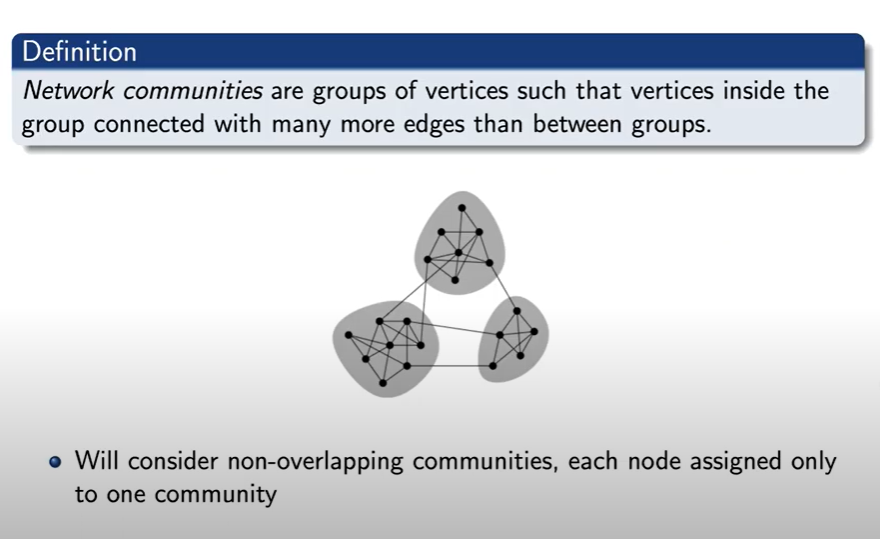 Definition
Network communities are groups of vertices such that vertices inside the
group connected with many more edges than between groups.
Will consider non-overlapping communities, each node assigned only
to one community